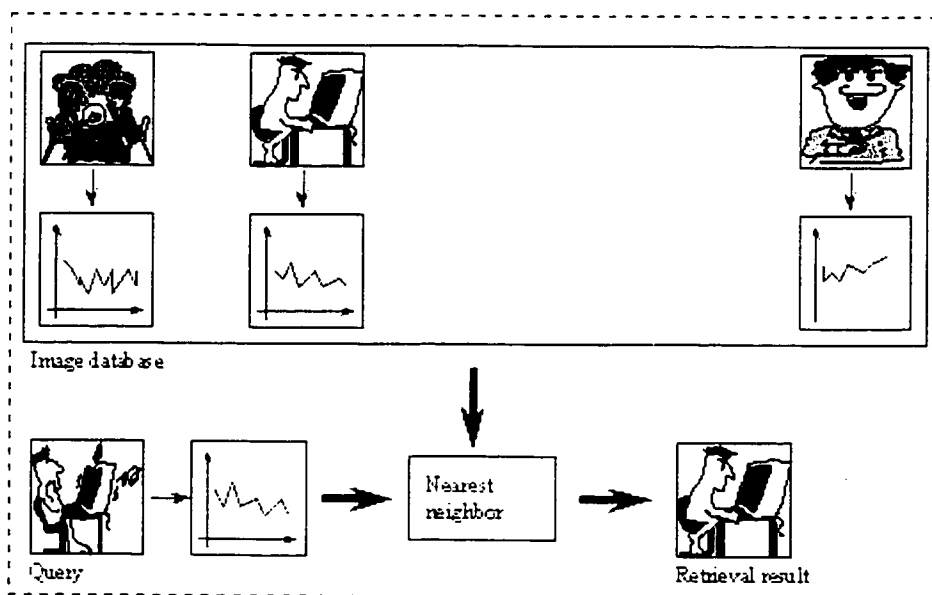 Image database
Nearest
neighbor
Query
Retrieval result